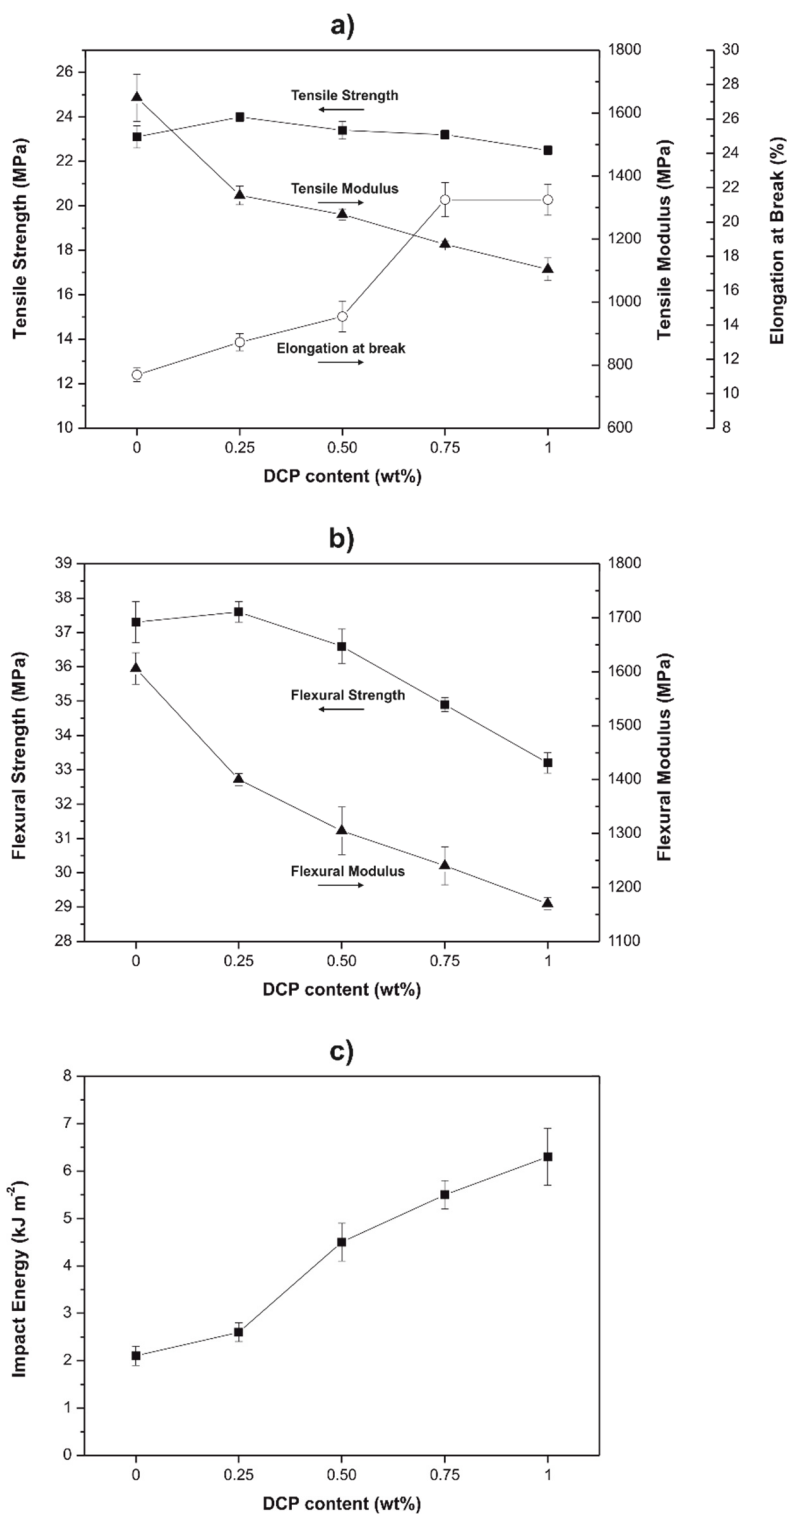 a)
Tensile Strength (MPa)
26
24
22
20
18
16
14
12
10
Tensile Strength
Tensile Modulus
Elongation at break
1800
1600
1400
1200
1000
800
600
Tensile Modulus (MPa)
30
28
26
24
22
20
18
16
14
12
10
8
Elongation at Break (%)
0 0.25 0.50 0.75 1
DCP content (wt%)
b)
Flexural Strength (MPa)
39
38
37
36
35
34
33
32
31
30
29
28
Flexural Strength
Flexural Modulus
1800
1700
1600
1500
1400
1300
1200
1100
Flexural Modulus (MPa)
0 0.25 0.50 0.75 1
DCP content (wt%)
c)
Impact Energy (kJ m⁻²)
8
7
6
5
4
3
2
1
0
0 0.25 0.50 0.75 1
DCP content (wt%)